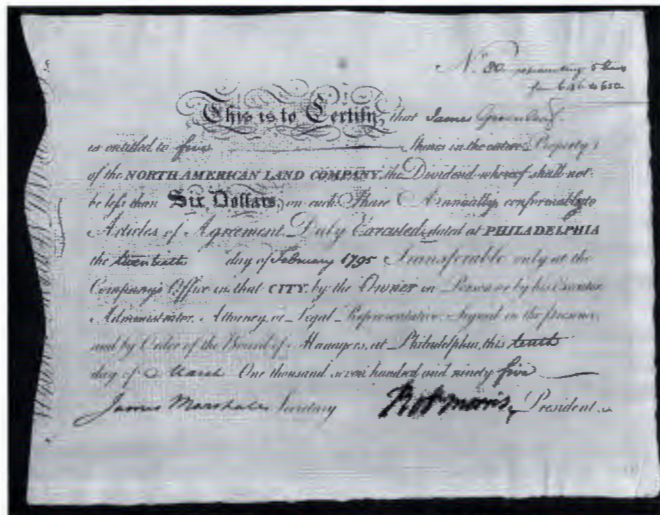 No. 80 representing 5 Shares
from 646 to 650
This is to Certify that James Greenleaf
is entitled to five Shares in the entire Property
of the NORTH AMERICAN LAND COMPANY, the Dividend whereof shall not
be less than Six Dollars, on each Share Annually, conformably to
Articles of Agreement Duly Executed, dated at PHILADELPHIA
the twentieth day of February 1795 Transferable only at the
Company's Office in that CITY, by the Owner in Person or by his Executor
Administrator, Attorney or Legal Representative. Signed in the presence,
and by Order of the Board of Managers, at Philadelphia, this tenth
day of March One thousand seven hundred and ninety five
James Marshall Secretary Rob Morris President